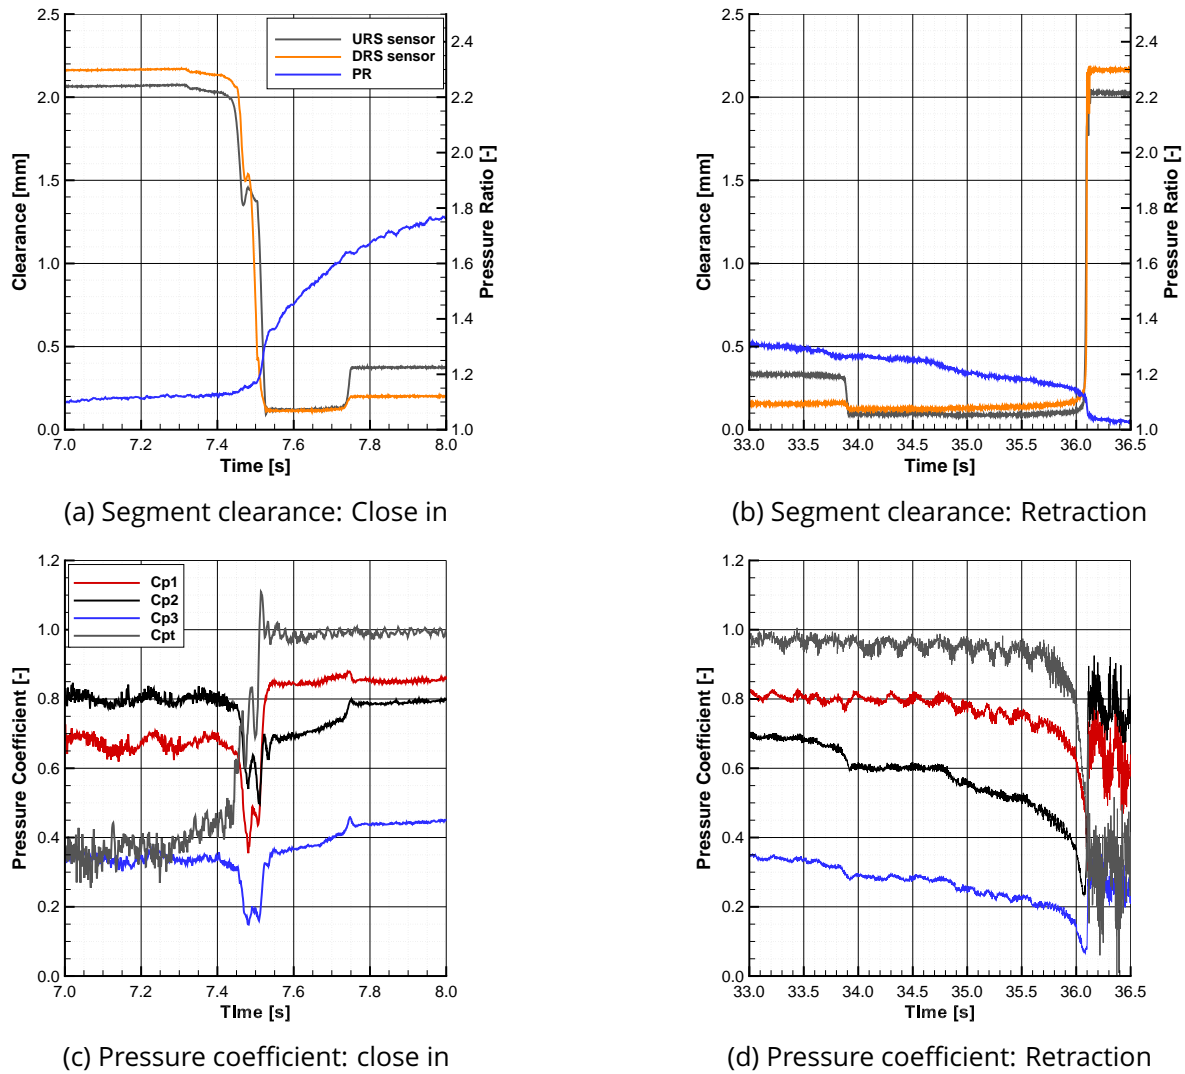 2.5
2.0
1.5
1.0
0.5
0.0
Clearance [mm]
URS sensor
DRS sensor
PR
2.4
2.2
2.0
1.8
1.6
1.4
1.2
1.0
Pressure Ratio [-]
7.0 7.2 7.4 7.6 7.8 8.0
Time [s]
(a) Segment clearance: Close in
2.5
2.0
1.5
1.0
0.5
0.0
Clearance [mm]
2.4
2.2
2.0
1.8
1.6
1.4
1.2
1.0
Pressure Ratio [-]
33.0 33.5 34.0 34.5 35.0 35.5 36.0 36.5
Time [s]
(b) Segment clearance: Retraction
1.2
1.0
0.8
0.6
0.4
0.2
0.0
Pressure Coefficient [-]
Cp1
Cp2
Cp3
Cpt
7.0 7.2 7.4 7.6 7.8 8.0
TIme [s]
(c) Pressure coefficient: close in
1.2
1.0
0.8
0.6
0.4
0.2
0.0
Pressure Coefficient [-]
33.0 33.5 34.0 34.5 35.0 35.5 36.0 36.5
TIme [s]
(d) Pressure coefficient: Retraction